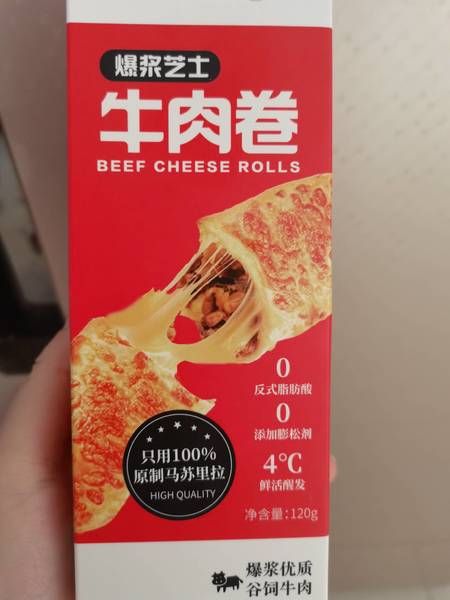 爆浆芝士
牛肉卷
BEEF CHEESE ROLLS
0
反式脂肪酸
0
添加膨松剂
4℃
鲜活醒发
只用100%
原制马苏里拉
HIGH QUALITY
净含量:120g
爆浆优质
谷饲牛肉